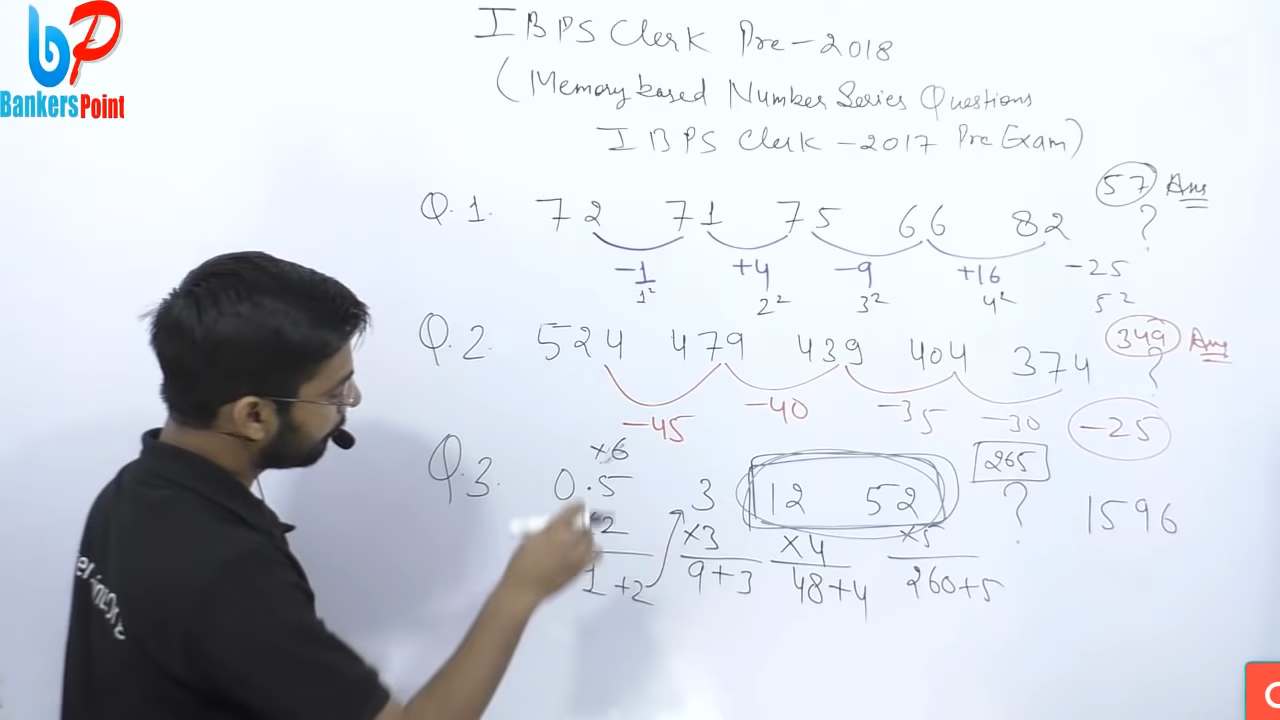 BankersPoint
IBPS Clerk Pre-2018
(Memory based Number Series Questions
IBPS Clerk -2017 Pre Exam)
57 Ans
Q.1. 72 71 75 66 82 ?
-1 +4 -9 +16 -25
1² 2² 3² 4² 5²
349 Ans
Q.2. 524 479 439 404 374 ?
-45 -40 -35 -30 -25
×6 265
Q.3. 0.5 3 12 52 ? 1596
2 ×3 ×4 ×5
1+2 9+3 48+4 260+5